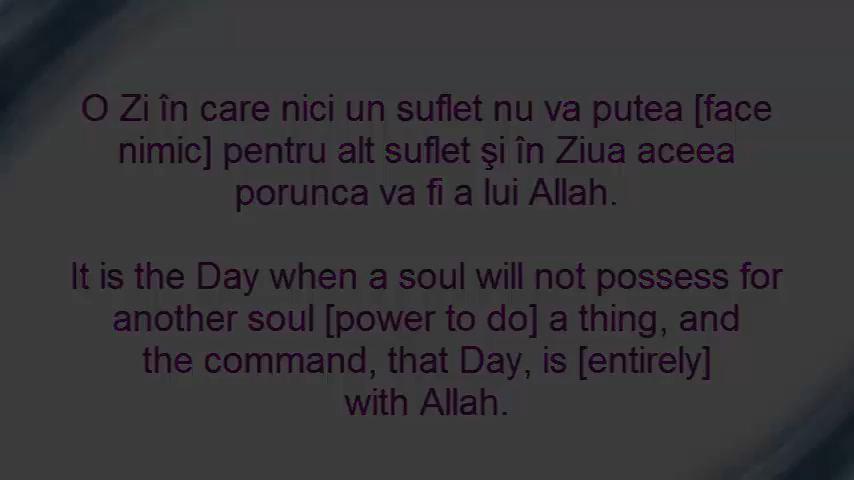 O Zi în care nici un suflet nu va putea [face
nimic] pentru alt suflet şi în Ziua aceea
porunca va fi a lui Allah.
It is the Day when a soul will not possess for
another soul [power to do] a thing, and
the command, that Day, is [entirely]
with Allah.